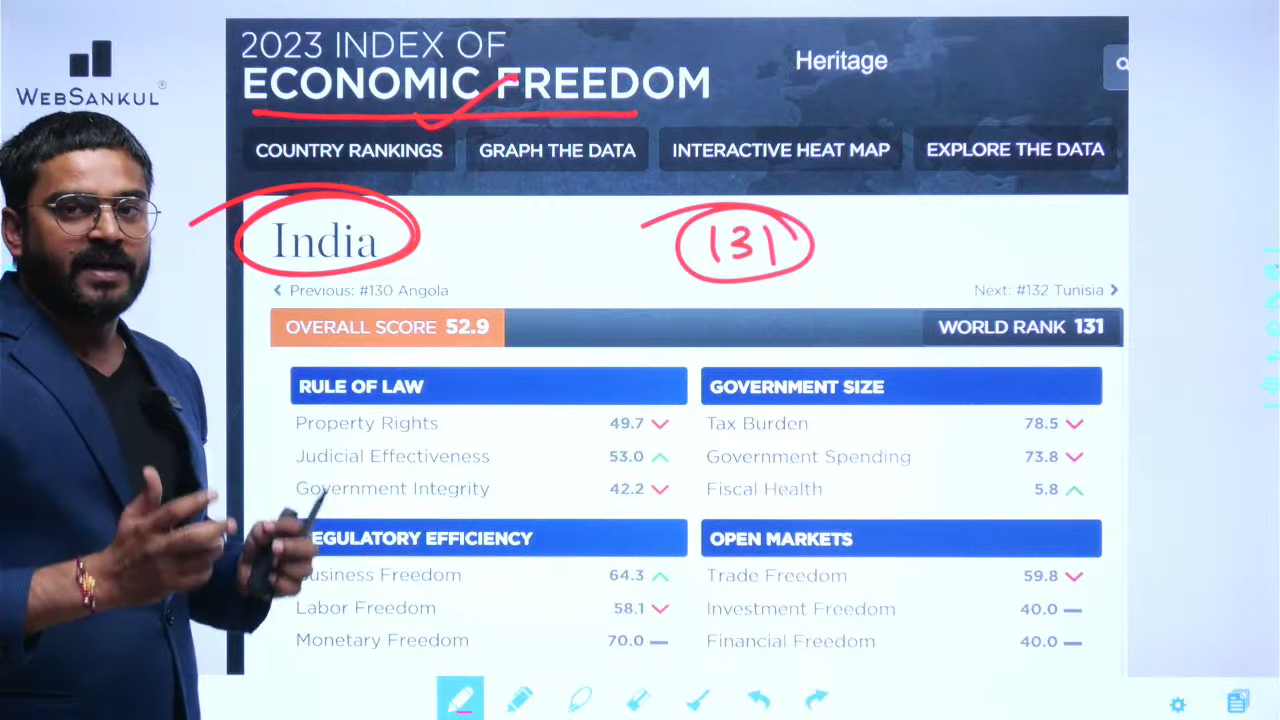 WEBSANKUL®
2023 INDEX OF
ECONOMIC FREEDOM
Heritage
COUNTRY RANKINGS
GRAPH THE DATA
INTERACTIVE HEAT MAP
EXPLORE THE DATA
India
131
Previous: #130 Angola
Next: #132 Tunisia
OVERALL SCORE 52.9
WORLD RANK 131
RULE OF LAW
Property Rights 49.7
Judicial Effectiveness 53.0
Government Integrity 42.2
GOVERNMENT SIZE
Tax Burden 78.5
Government Spending 73.8
Fiscal Health 5.8
EGULATORY EFFICIENCY
usiness Freedom 64.3
Labor Freedom 58.1
Monetary Freedom 70.0
OPEN MARKETS
Trade Freedom 59.8
Investment Freedom 40.0
Financial Freedom 40.0